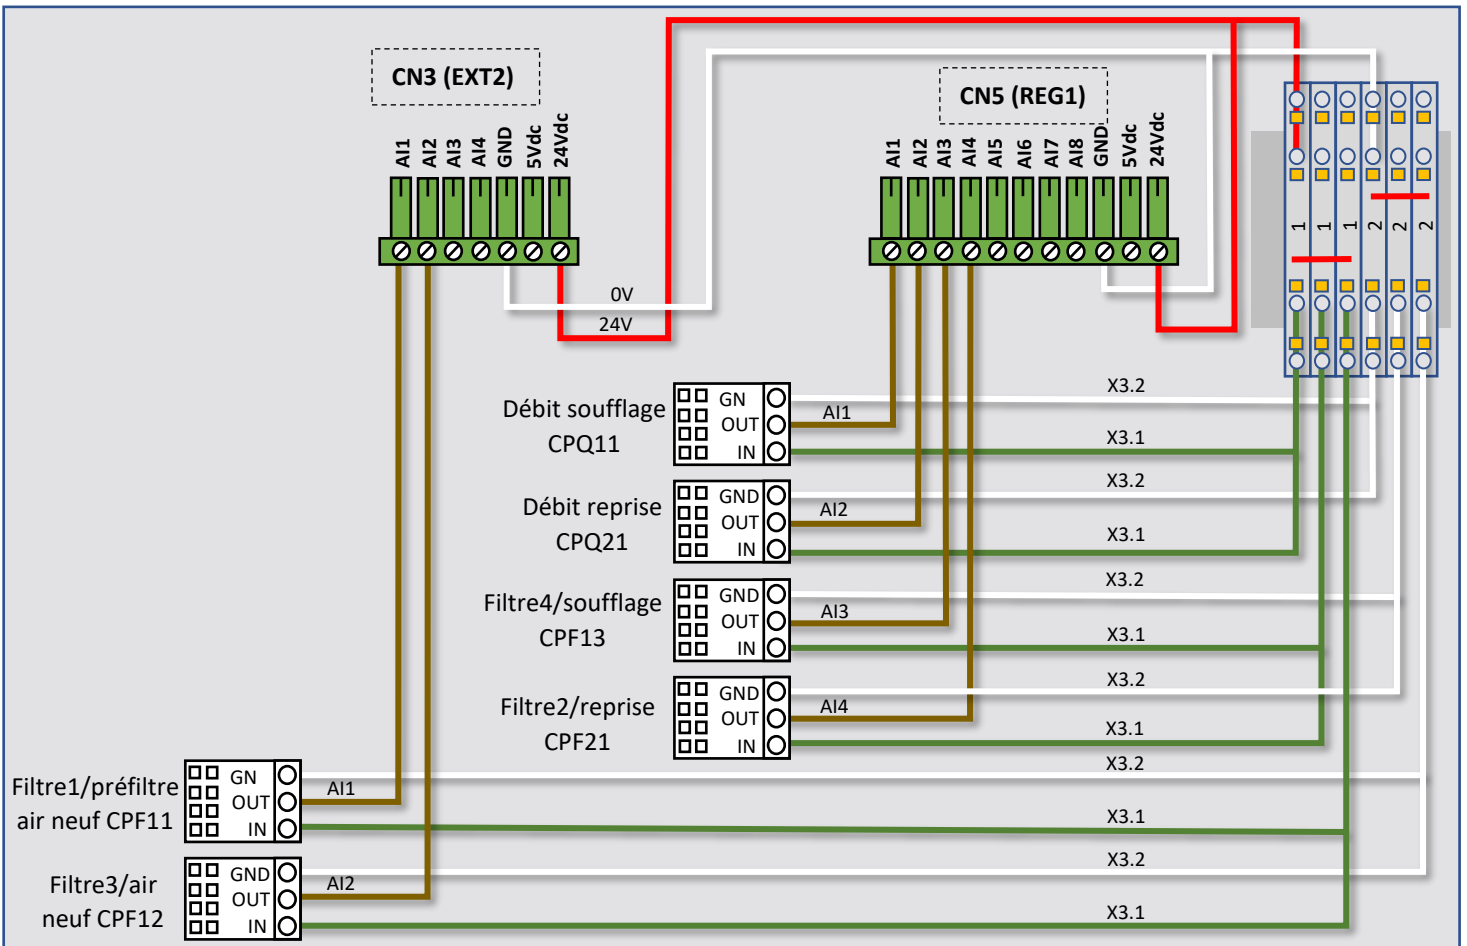 CN3 (EXT2)
AI1
AI2
AI3
AI4
GND
5Vdc
24Vdc
CN5 (REG1)
AI1
AI2
AI3
AI4
AI5
AI6
AI7
AI8
GND
5Vdc
24Vdc
1
1
1
2
2
2
0V
24V
Débit soufflage
CPQ11
GN
OUT
IN
AI1
X3.2
X3.1
Débit reprise
CPQ21
GND
OUT
IN
AI2
X3.2
X3.1
Filtre4/soufflage
CPF13
GND
OUT
IN
AI3
X3.2
X3.1
Filtre2/reprise
CPF21
GND
OUT
IN
AI4
X3.2
X3.1
Filtre1/préfiltre
air neuf CPF11
GN
OUT
IN
AI1
X3.2
X3.1
Filtre3/air
neuf CPF12
GND
OUT
IN
AI2
X3.2
X3.1